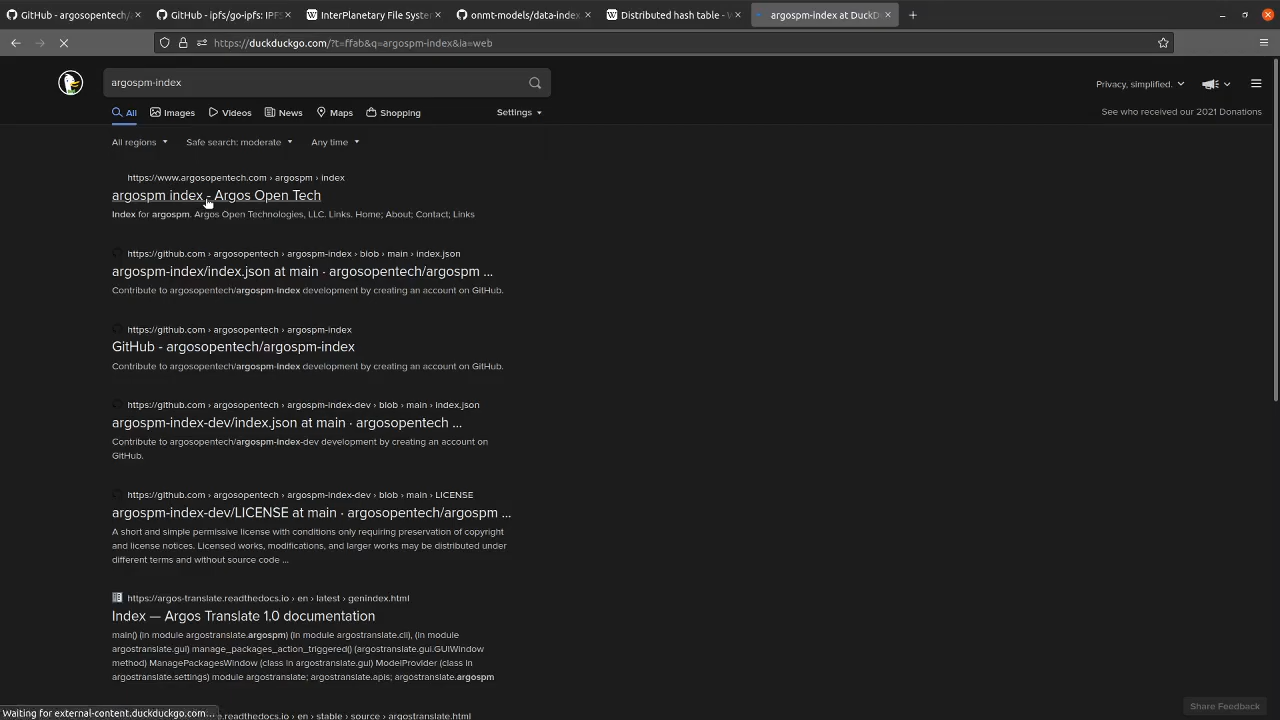 GitHub - argosopentech/
GitHub - ipfs/go-ipfs: IPFS
InterPlanetary File System
onmt-models/data-index
Distributed hash table - W
argospm-index at DuckD
https://duckduckgo.com/?t=ffab&q=argospm-index&ia=web
argospm-index
Privacy, simplified.
All
Images
Videos
News
Maps
Shopping
Settings
See who received our 2021 Donations
All regions
Safe search: moderate
Any time
https://www.argosopentech.com › argospm › index
argospm index - Argos Open Tech
Index for argospm. Argos Open Technologies, LLC. Links. Home; About; Contact; Links
https://github.com › argosopentech › argospm-index › blob › main › index.json
argospm-index/index.json at main · argosopentech/argospm ...
Contribute to argosopentech/argospm-index development by creating an account on GitHub.
https://github.com › argosopentech › argospm-index
GitHub - argosopentech/argospm-index
Contribute to argosopentech/argospm-index development by creating an account on GitHub.
https://github.com › argosopentech › argospm-index-dev › blob › main › index.json
argospm-index-dev/index.json at main · argosopentech ...
Contribute to argosopentech/argospm-index-dev development by creating an account on
GitHub.
https://github.com › argosopentech › argospm-index-dev › blob › main › LICENSE
argospm-index-dev/LICENSE at main · argosopentech/argospm ...
A short and simple permissive license with conditions only requiring preservation of copyright
and license notices. Licensed works, modifications, and larger works may be distributed under
different terms and without source code ...
https://argos-translate.readthedocs.io › en › latest › genindex.html
Index — Argos Translate 1.0 documentation
main() (in module argostranslate.argospm) (in module argostranslate.cli), (in module
argostranslate.gui) manage_packages_action_triggered() (argostranslate.gui.GUIWindow
method) ManagePackagesWindow (class in argostranslate.gui) ModelProvider (class in
argostranslate.settings) module argostranslate; argostranslate.apis; argostranslate.argospm
Share Feedback
Waiting for external-content.duckduckgo.com...
.readthedocs.io › en › stable › source › argostranslate.html